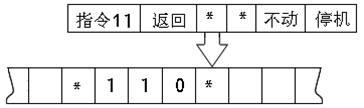 指令11 返回 * * 不动 停机
* 1 1 0 *